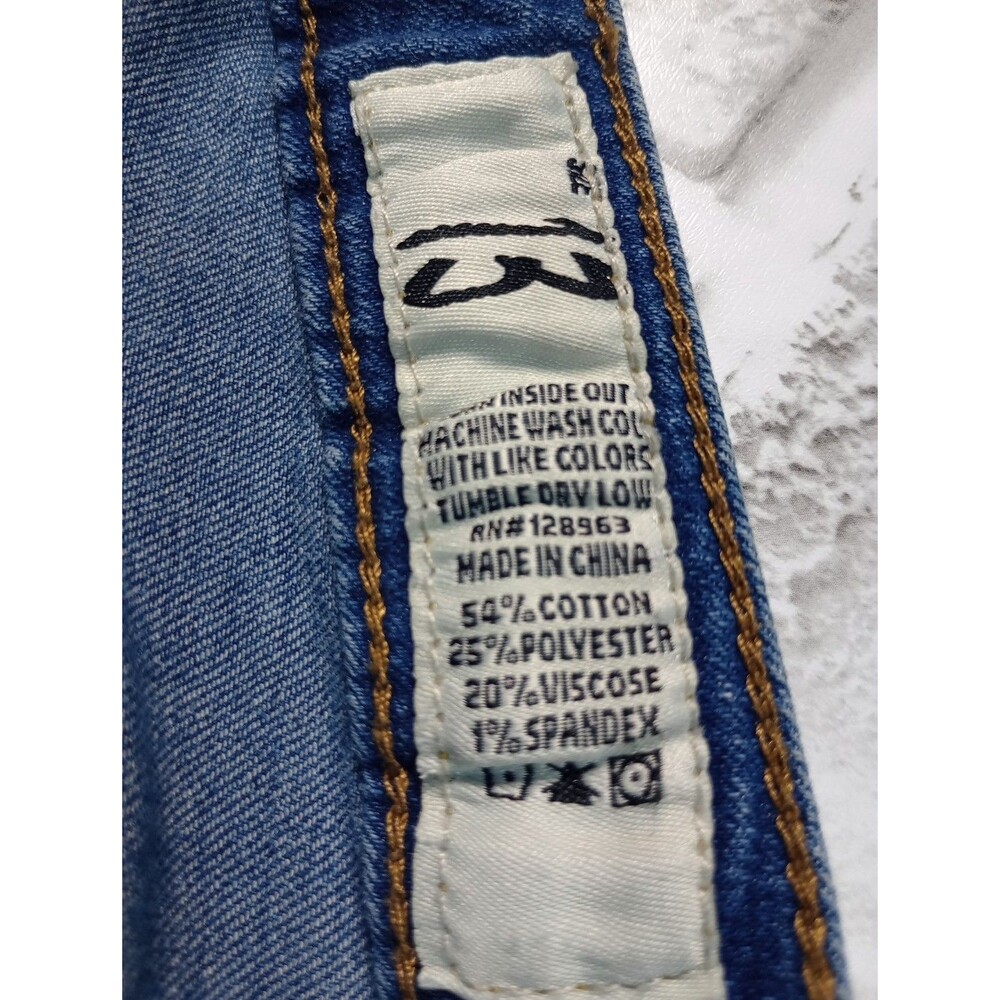 13
INSIDE OUT
MACHINE WASH COL
WITH LIKE COLORS
TUMBLE DRY LOW
RN#128963
MADE IN CHINA
54% COTTON
25% POLYESTER
20% VISCOSE
1% SPANDEX